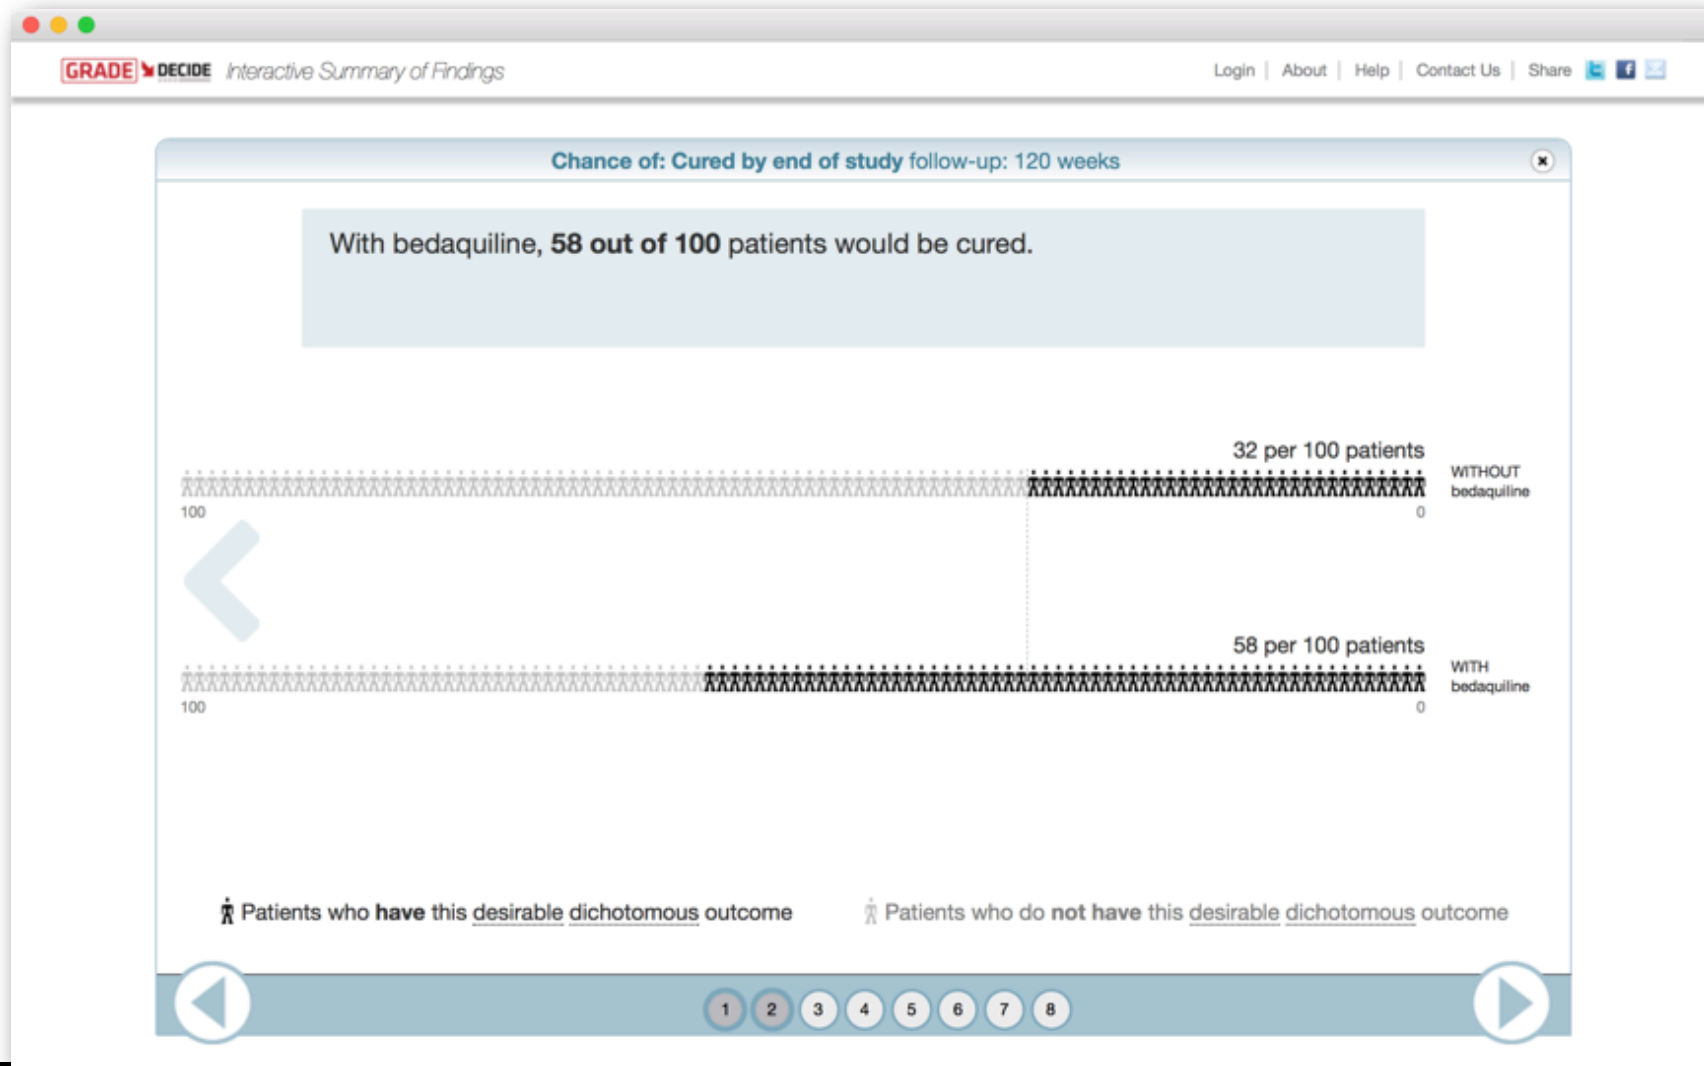 GRADE DECIDE Interactive Summary of Findings
Login | About | Help | Contact Us | Share
Chance of: Cured by end of study follow-up: 120 weeks
With bedaquiline, 58 out of 100 patients would be cured.
32 per 100 patients
WITHOUT
bedaquiline
100 0
58 per 100 patients
WITH
bedaquiline
100 0
Patients who have this desirable dichotomous outcome
Patients who do not have this desirable dichotomous outcome
1 2 3 4 5 6 7 8